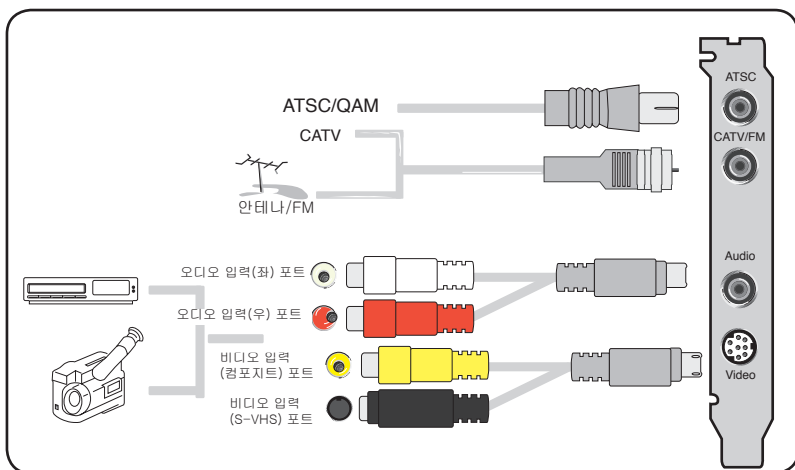 ATSC
ATSC/QAM
CATV
CATV/FM
안테나/FM
오디오 입력(좌) 포트
Audio
오디오 입력(우) 포트
비디오 입력
(컴포지트) 포트
Video
비디오 입력
(S-VHS) 포트